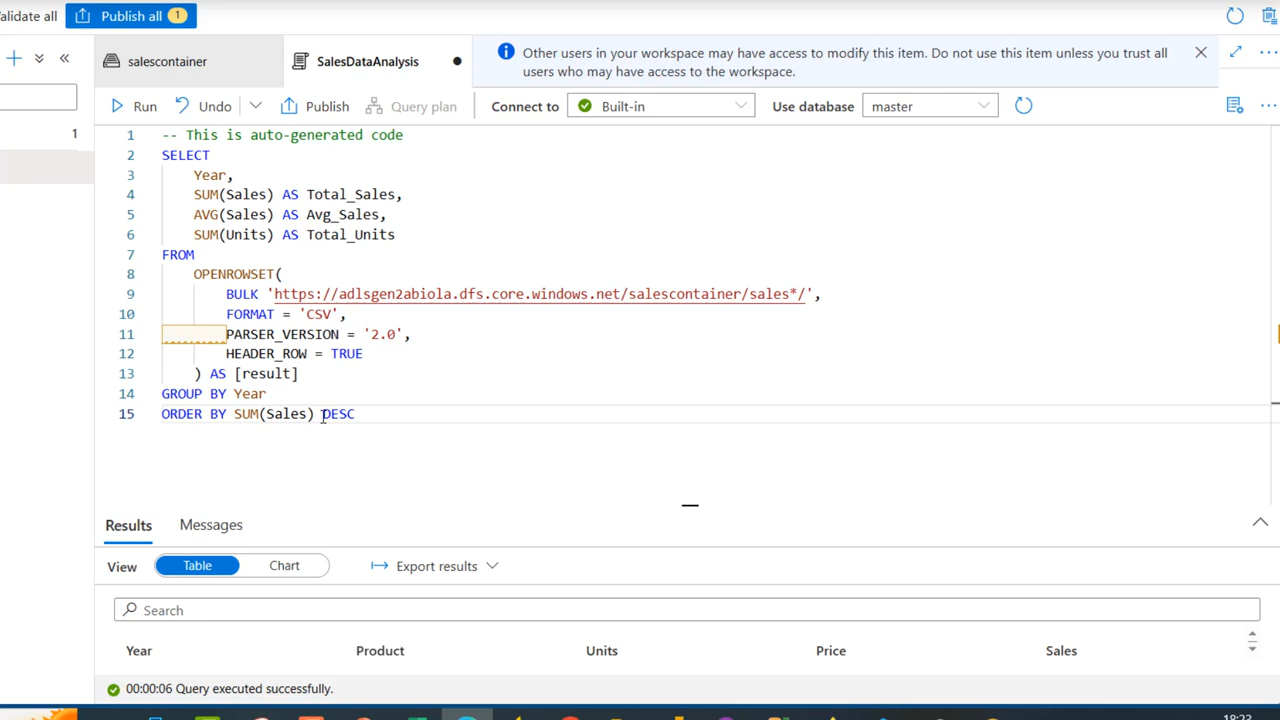 Validate all Publish all 1
salescontainer SalesDataAnalysis
Other users in your workspace may have access to modify this item. Do not use this item unless you trust all
users who may have access to the workspace.
Run Undo Publish Query plan Connect to Built-in Use database master
1
1 -- This is auto-generated code
2 SELECT
3 Year,
4 SUM(Sales) AS Total_Sales,
5 AVG(Sales) AS Avg_Sales,
6 SUM(Units) AS Total_Units
7 FROM
8 OPENROWSET(
9 BULK 'https://adlsgen2abiola.dfs.core.windows.net/salescontainer/sales*/',
10 FORMAT = 'CSV',
11 PARSER_VERSION = '2.0',
12 HEADER_ROW = TRUE
13 ) AS [result]
14 GROUP BY Year
15 ORDER BY SUM(Sales) DESC
Results Messages
View Table Chart Export results
Search
Year Product Units Price Sales
00:00:06 Query executed successfully.